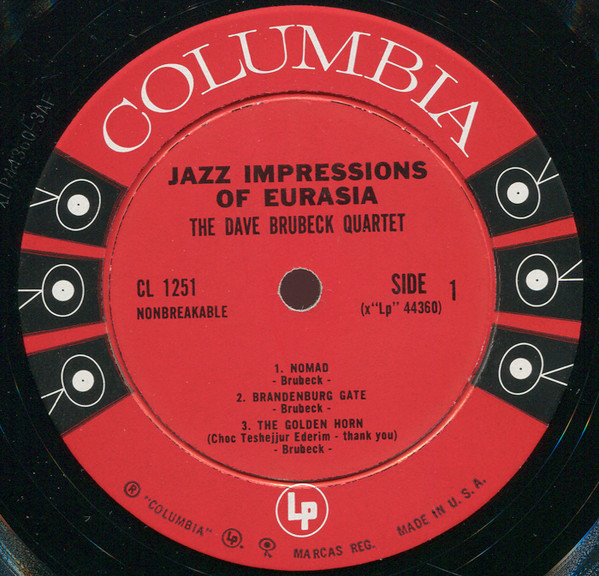 COLUMBIA
JAZZ IMPRESSIONS
OF EURASIA
THE DAVE BRUBECK QUARTET
CL 1251
NONBREAKABLE
SIDE 1
(x"Lp" 44360)
1. NOMAD
- Brubeck -
2. BRANDENBURG GATE
- Brubeck -
3. THE GOLDEN HORN
(Choc Teshejjur Ederim - thank you)
- Brubeck -
® "COLUMBIA" Lp
MARCAS REG.
MADE IN U.S.A.
Lp